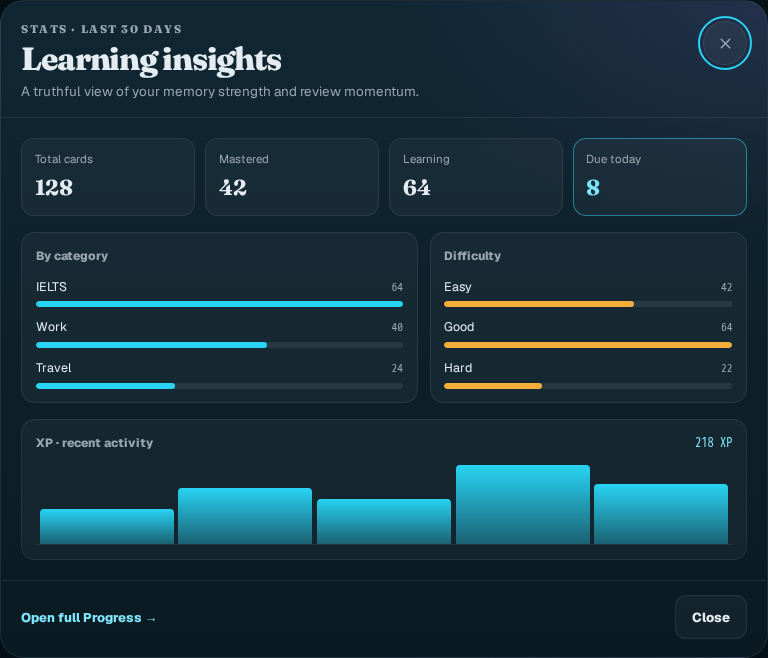 STATS · LAST 30 DAYS
Learning insights
A truthful view of your memory strength and review momentum.
×
Total cards
128
Mastered
42
Learning
64
Due today
8
By category
IELTS 64
Work 40
Travel 24
Difficulty
Easy 42
Good 64
Hard 22
XP · recent activity 218 XP
Open full Progress →
Close